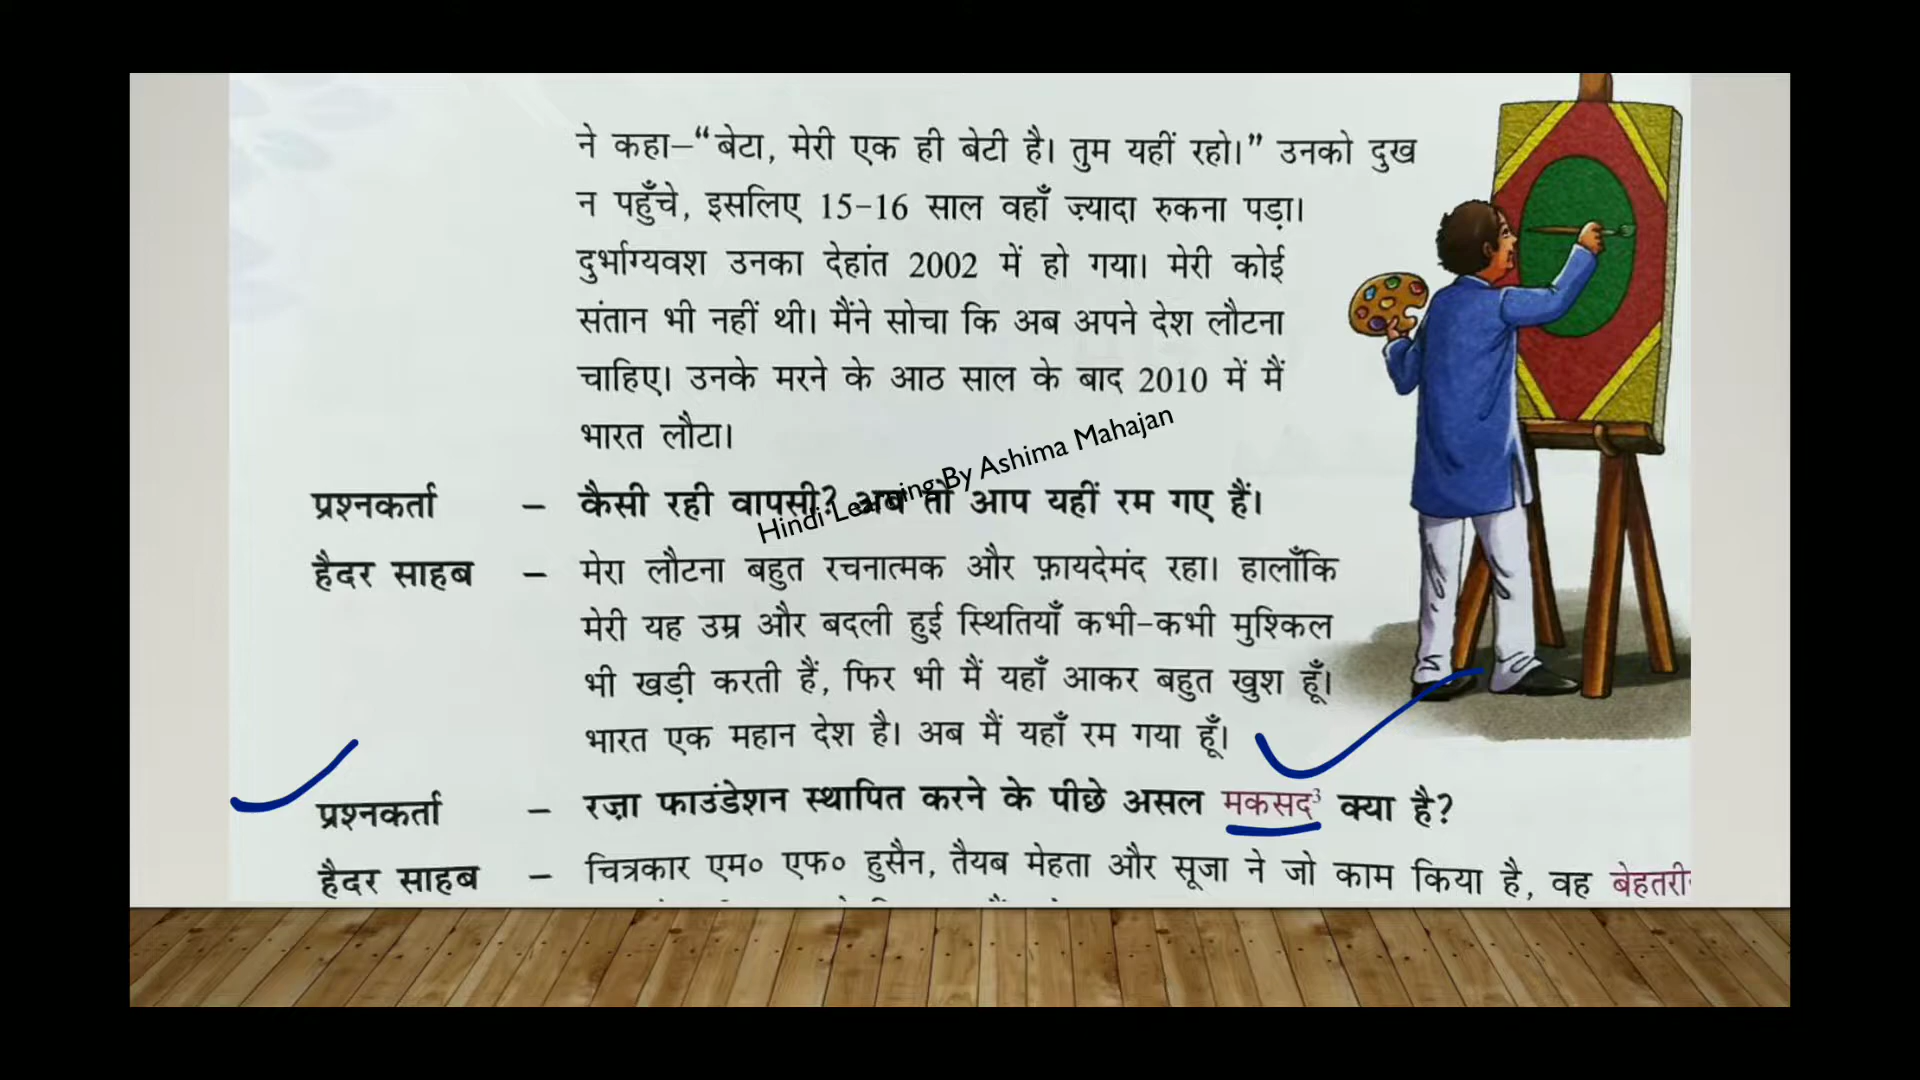 ने कहा–“बेटा, मेरी एक ही बेटी है। तुम यहीं रहो।” उनको दुख
न पहुँचे, इसलिए 15-16 साल वहाँ ज़्यादा रुकना पड़ा।
दुर्भाग्यवश उनका देहांत 2002 में हो गया। मेरी कोई
संतान भी नहीं थी। मैंने सोचा कि अब अपने देश लौटना
चाहिए। उनके मरने के आठ साल के बाद 2010 में मैं
भारत लौटा।
Hindi Learning By Ashima Mahajan
प्रश्नकर्ता – कैसी रही वापसी? अब तो आप यहीं रम गए हैं।
हैदर साहब – मेरा लौटना बहुत रचनात्मक और फ़ायदेमंद रहा। हालाँकि
मेरी यह उम्र और बदली हुई स्थितियाँ कभी-कभी मुश्किल
भी खड़ी करती हैं, फिर भी मैं यहाँ आकर बहुत खुश हूँ।
भारत एक महान देश है। अब मैं यहाँ रम गया हूँ।
प्रश्नकर्ता – रज़ा फाउंडेशन स्थापित करने के पीछे असल मकसद³ क्या है?
हैदर साहब – चित्रकार एम० एफ० हुसैन, तैयब मेहता और सूजा ने जो काम किया है, वह